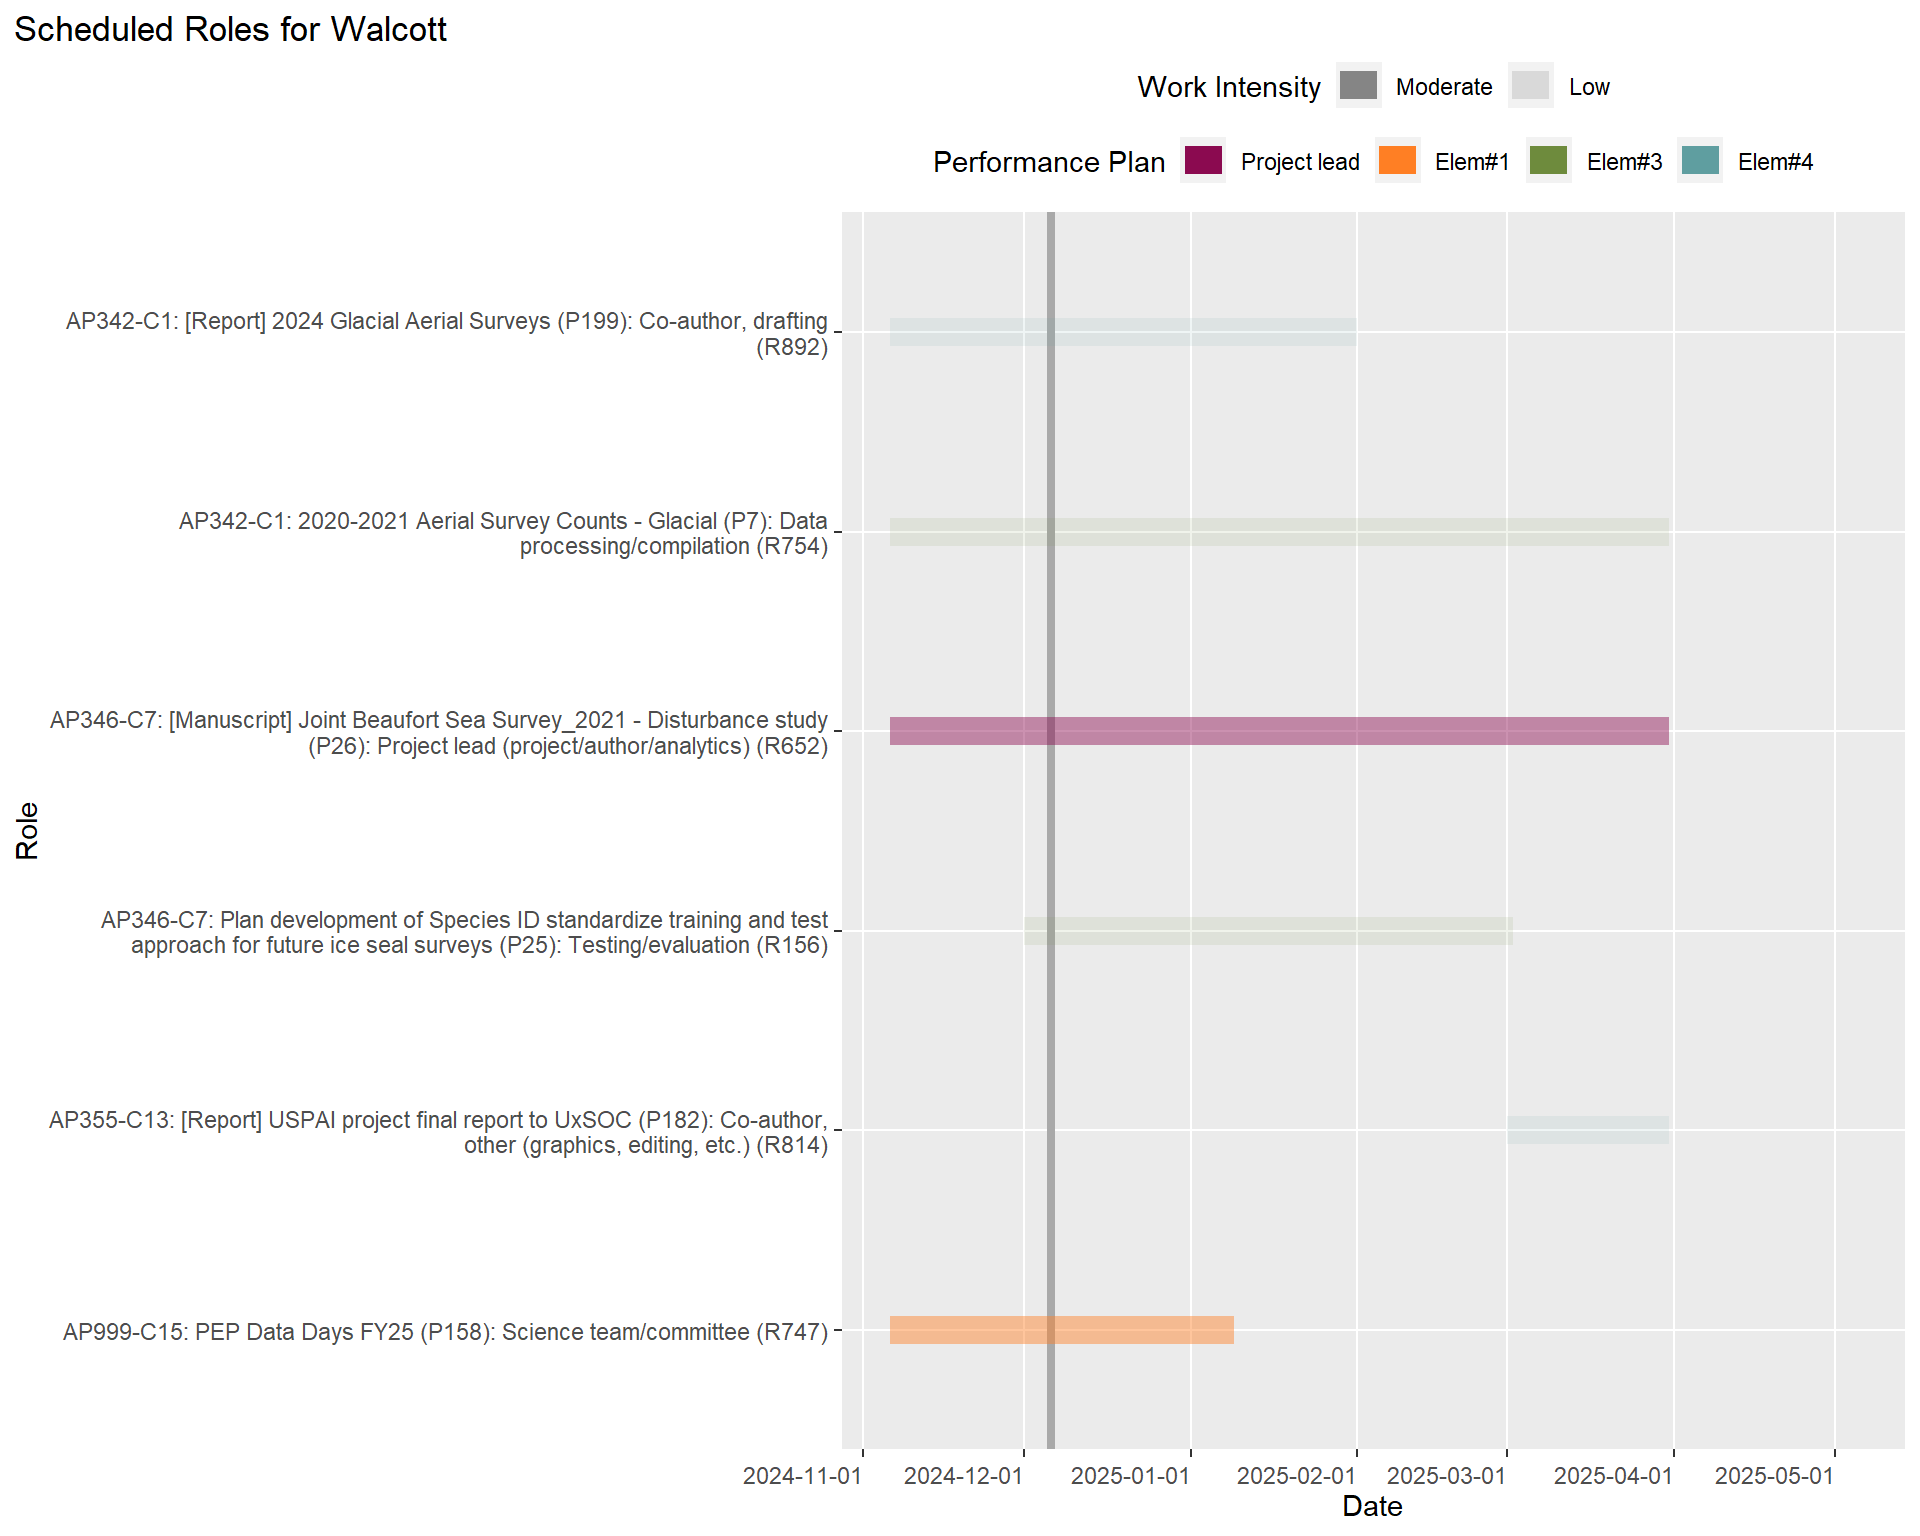 Scheduled Roles for Walcott
Work Intensity Moderate Low
Performance Plan Project lead Elem#1 Elem#3 Elem#4
AP342-C1: [Report] 2024 Glacial Aerial Surveys (P199): Co-author, drafting
(R892)
AP342-C1: 2020-2021 Aerial Survey Counts - Glacial (P7): Data
processing/compilation (R754)
AP346-C7: [Manuscript] Joint Beaufort Sea Survey_2021 - Disturbance study
(P26): Project lead (project/author/analytics) (R652)
Role
AP346-C7: Plan development of Species ID standardize training and test
approach for future ice seal surveys (P25): Testing/evaluation (R156)
AP355-C13: [Report] USPAI project final report to UxSOC (P182): Co-author,
other (graphics, editing, etc.) (R814)
AP999-C15: PEP Data Days FY25 (P158): Science team/committee (R747)
2024-11-01 2024-12-01 2025-01-01 2025-02-01 2025-03-01 2025-04-01 2025-05-01
Date